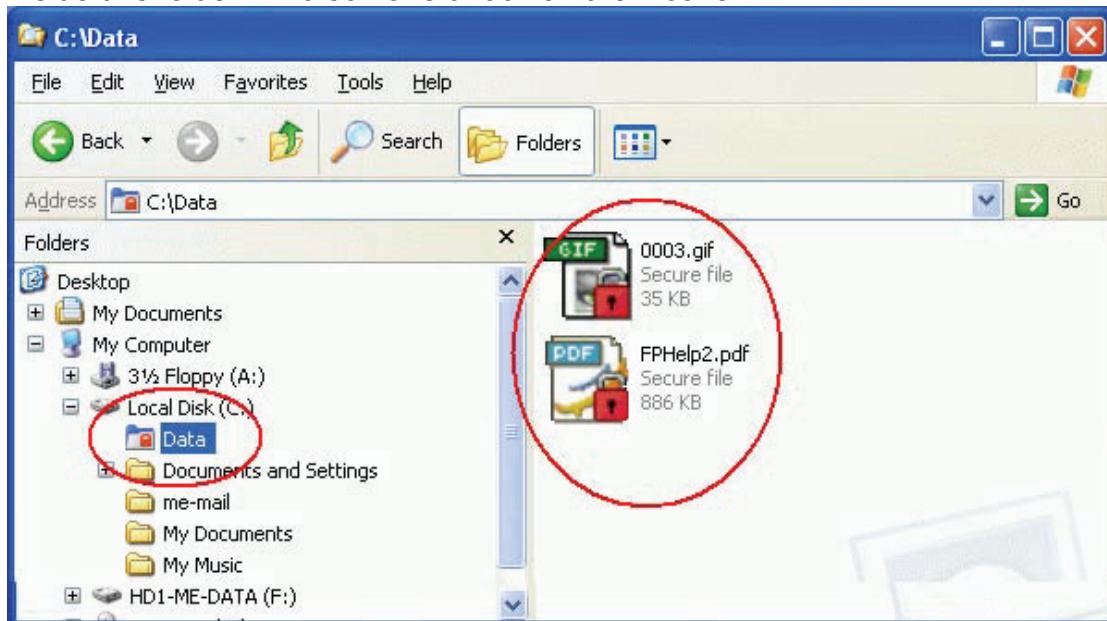 C:\Data
File Edit View Favorites Tools Help
Back Search Folders
Address C:\Data Go
Folders
Desktop
My Documents
My Computer
3½ Floppy (A:)
Local Disk (C:)
Data
Documents and Settings
me-mail
My Documents
My Music
HD1-ME-DATA (F:)
GIF
0003.gif
Secure file
35 KB
PDF
FPHelp2.pdf
Secure file
886 KB